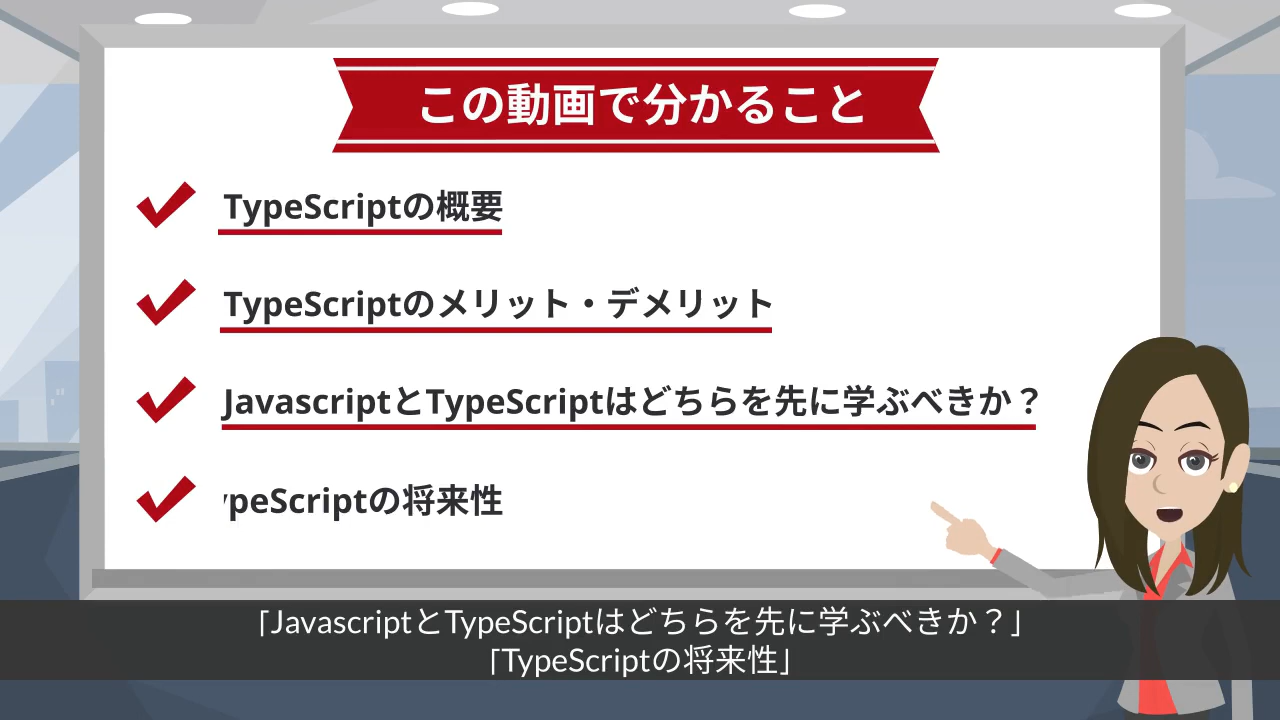 この動画で分かること
TypeScriptの概要
TypeScriptのメリット・デメリット
JavascriptとTypeScriptはどちらを先に学ぶべきか？
ypeScriptの将来性
「JavascriptとTypeScriptはどちらを先に学ぶべきか？」
「TypeScriptの将来性」